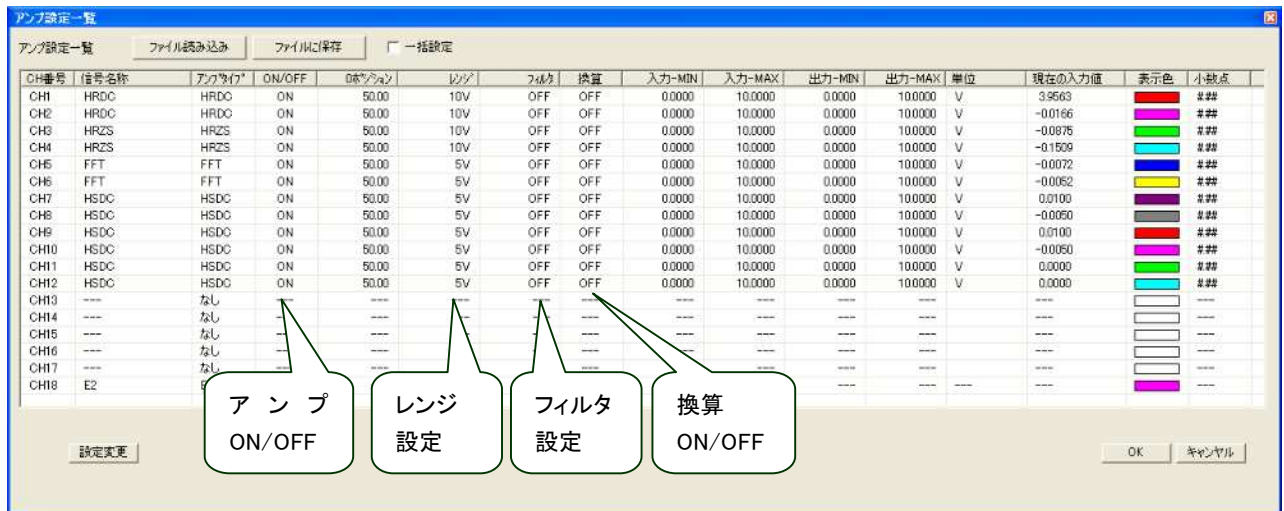 アンプ設定一覧
アンプ設定一覧 ファイル読み込み ファイルに保存 一括設定
CH番号 信号名称 アンプタイプ ON/OFF 0ポジション レンジ フィルタ 換算 入力-MIN 入力-MAX 出力-MIN 出力-MAX 単位 現在の入力値 表示色 小数点
CH1 HRDC HRDC ON 50.00 10V OFF OFF 0.0000 10.0000 0.0000 10.0000 V 3.9563 #.##
CH2 HRDC HRDC ON 50.00 10V OFF OFF 0.0000 10.0000 0.0000 10.0000 V -0.0166 #.##
CH3 HRZS HRZS ON 50.00 10V OFF OFF 0.0000 10.0000 0.0000 10.0000 V -0.0875 #.##
CH4 HRZS HRZS ON 50.00 10V OFF OFF 0.0000 10.0000 0.0000 10.0000 V -0.1509 #.##
CH5 FFT FFT ON 50.00 5V OFF OFF 0.0000 10.0000 0.0000 10.0000 V -0.0072 #.##
CH6 FFT FFT ON 50.00 5V OFF OFF 0.0000 10.0000 0.0000 10.0000 V -0.0052 #.##
CH7 HSDC HSDC ON 50.00 5V OFF OFF 0.0000 10.0000 0.0000 10.0000 V 0.0100 #.##
CH8 HSDC HSDC ON 50.00 5V OFF OFF 0.0000 10.0000 0.0000 10.0000 V -0.0050 #.##
CH9 HSDC HSDC ON 50.00 5V OFF OFF 0.0000 10.0000 0.0000 10.0000 V 0.0100 #.##
CH10 HSDC HSDC ON 50.00 5V OFF OFF 0.0000 10.0000 0.0000 10.0000 V -0.0050 #.##
CH11 HSDC HSDC ON 50.00 5V OFF OFF 0.0000 10.0000 0.0000 10.0000 V 0.0000 #.##
CH12 HSDC HSDC ON 50.00 5V OFF OFF 0.0000 10.0000 0.0000 10.0000 V 0.0000 #.##
CH13 --- なし --- --- --- --- --- --- --- --- --- --- ---
CH14 --- なし --- --- --- --- --- --- --- --- --- ---
CH15 --- なし --- --- --- --- --- --- --- --- --- ---
CH16 --- なし --- --- --- --- --- --- --- --- --- ---
CH17 --- なし --- --- --- --- --- --- ---
CH18 E2 --- --- --- --- ---
アンプ
ON/OFF
レンジ
設定
フィルタ
設定
換算
ON/OFF
設定変更 OK キャンセル